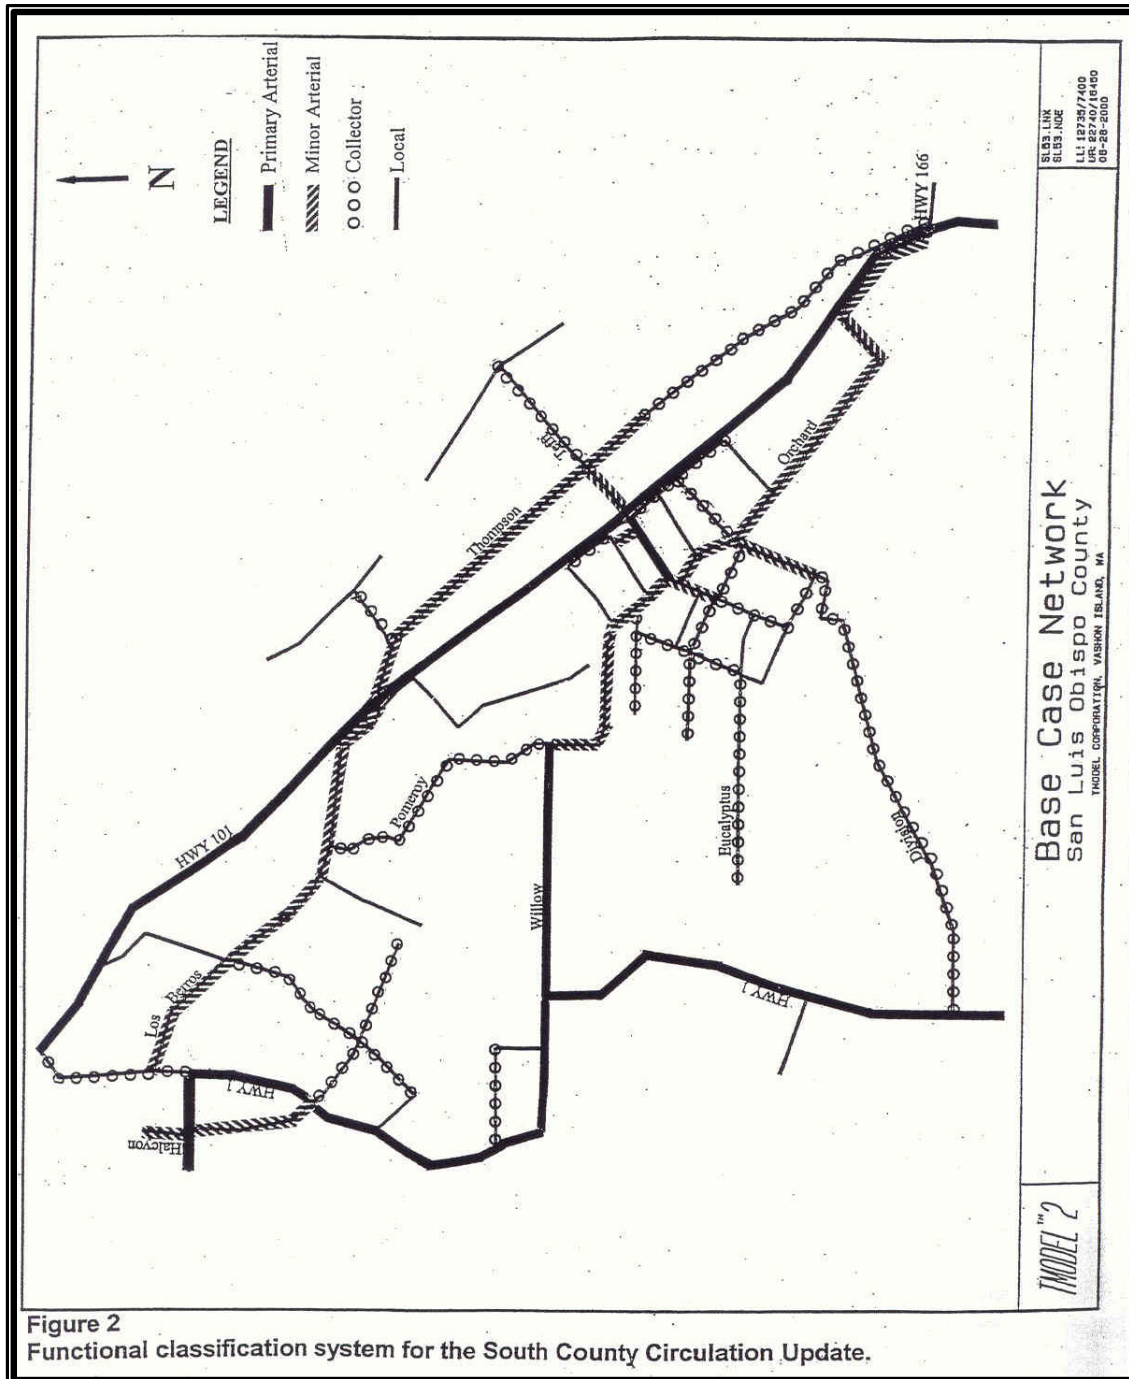 N
LEGEND
Primary Arterial
Minor Arterial
Collector
Local
HWY 166
Orchard
Tefft
Thompson
HWY 101
Pomeroy
Willow
Eucalyptus
Division
HWY 1
Los
Berros
HWY 1
Halcyon
Base Case Network
San Luis Obispo County
TMODEL CORPORATION, VASHON ISLAND, WA
SLB3.LNK
SLB3.NDE
LL: 12735/7400
UR: 22740/16450
08-28-2000
TMODEL™2
Figure 2
Functional classification system for the South County Circulation Update.